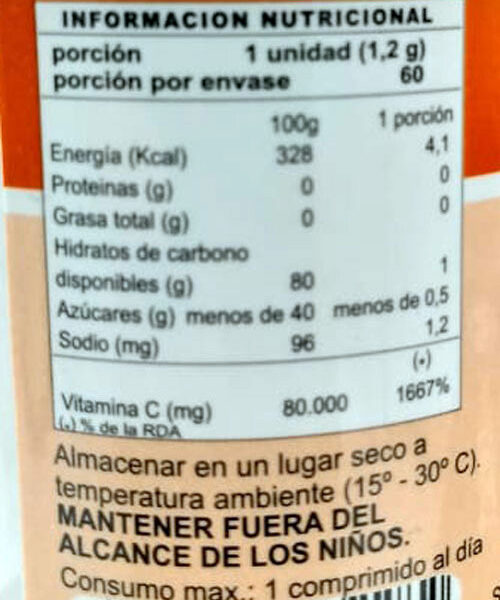 INFORMACION NUTRICIONAL
porción 1 unidad (1,2 g)
porción por envase 60
100g 1 porción
Energía (Kcal) 328 4,1
Proteinas (g) 0 0
Grasa total (g) 0 0
Hidratos de carbono
disponibles (g) 80 1
Azúcares (g) menos de 40 menos de 0,5
Sodio (mg) 96 1,2
(.)
Vitamina C (mg) 80.000 1667%
(.) % de la RDA
Almacenar en un lugar seco a
temperatura ambiente (15º - 30º C).
MANTENER FUERA DEL
ALCANCE DE LOS NIÑOS.
Consumo max.: 1 comprimido al día